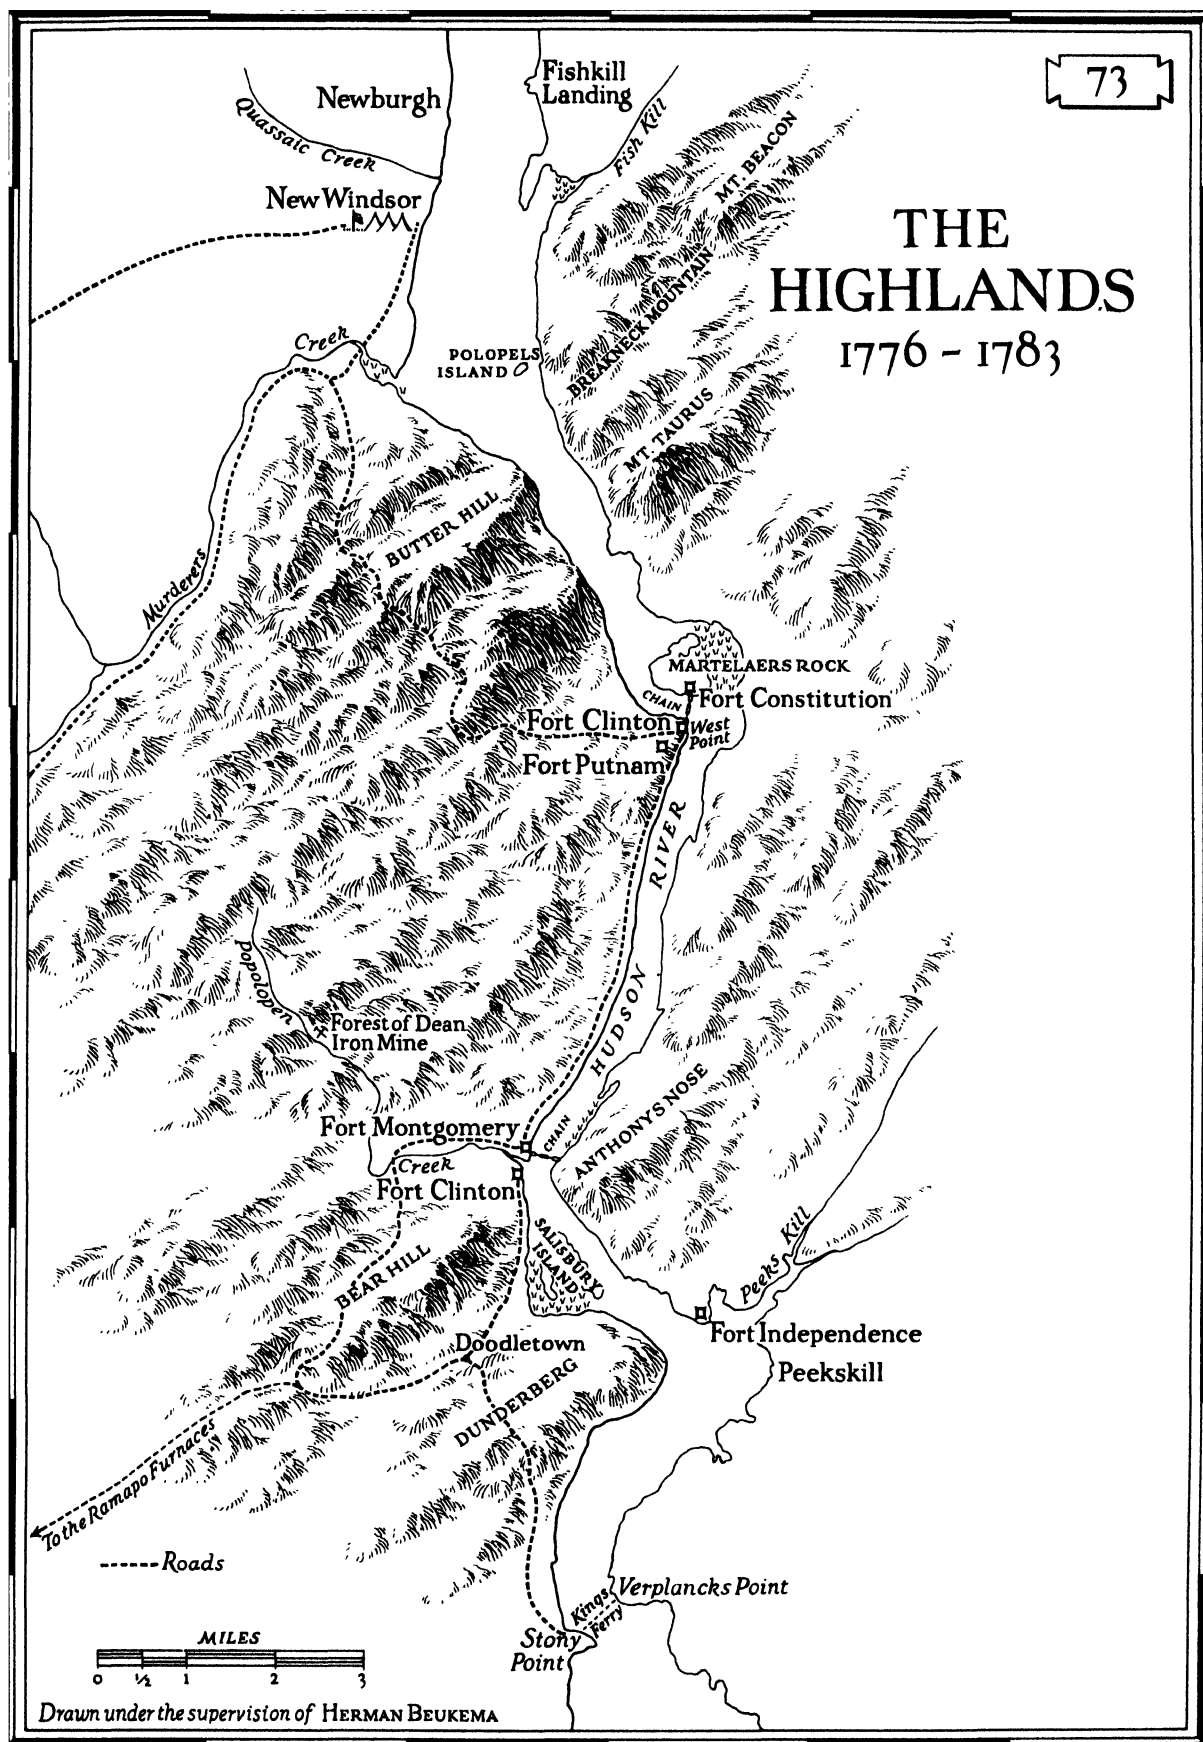 73
THE
HIGHLANDS
1776 - 1783
Newburgh
Fishkill
Landing
Quassaic Creek
Fish Kill
MT. BEACON
New Windsor
BREAKNECK MOUNTAIN
Creek
POLOPELS
ISLAND
MT. TAURUS
BUTTER HILL
Murderers
MARTELAERS ROCK
CHAIN
Fort Constitution
Fort Clinton
West
Point
Fort Putnam
RIVER
HUDSON
Popolopen
Forest of Dean
Iron Mine
ANTHONYS NOSE
Fort Montgomery
CHAIN
Creek
Fort Clinton
SALISBURY
ISLAND
Peeks Kill
BEAR HILL
Fort Independence
Doodletown
Peekskill
DUNDERBERG
To the Ramapo Furnaces
Roads
Kings
Ferry
Verplancks Point
Stony
Point
MILES
0 ½ 1 2 3
Drawn under the supervision of HERMAN BEUKEMA